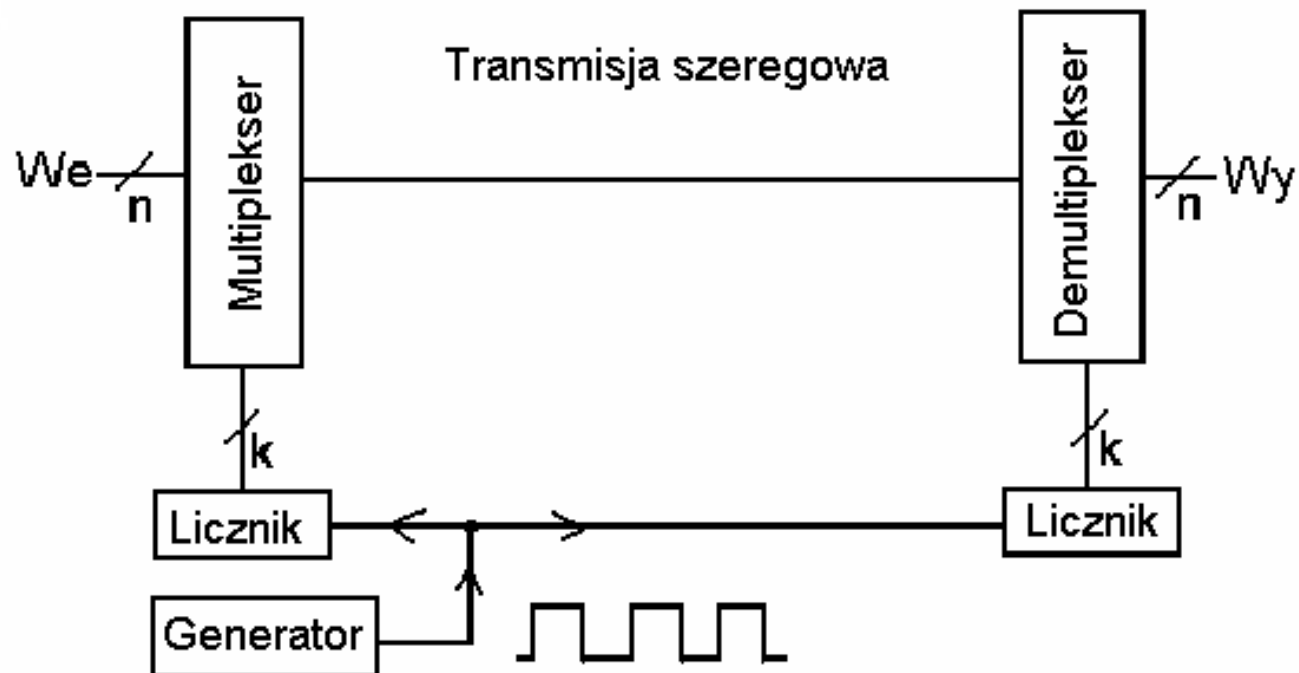 Transmisja szeregowa
We
n
Multiplekser
Demultiplekser
n
Wy
k
k
Licznik
Licznik
Generator